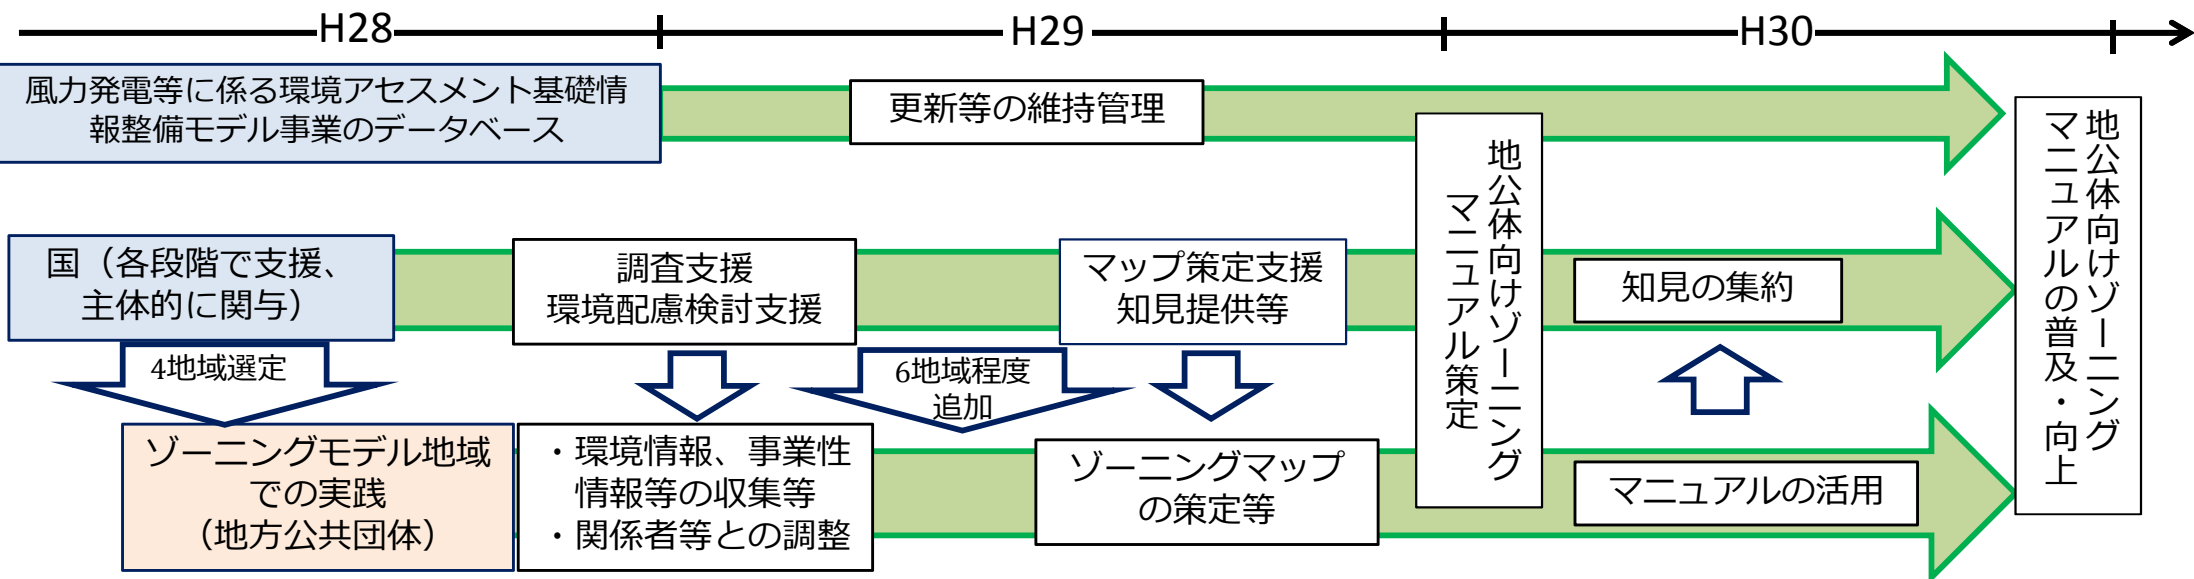 H28
H29
H30
風力発電等に係る環境アセスメント基礎情
報整備モデル事業のデータベース
更新等の維持管理
国（各段階で支援、
主体的に関与）
調査支援
環境配慮検討支援
マップ策定支援
知見提供等
地公体向けゾーニング
マニュアル策定
知見の集約
地公体向けゾーニング
マニュアルの普及・向上
4地域選定
6地域程度
追加
ゾーニングモデル地域
での実践
（地方公共団体）
・環境情報、事業性
情報等の収集等
・関係者等との調整
ゾーニングマップ
の策定等
マニュアルの活用